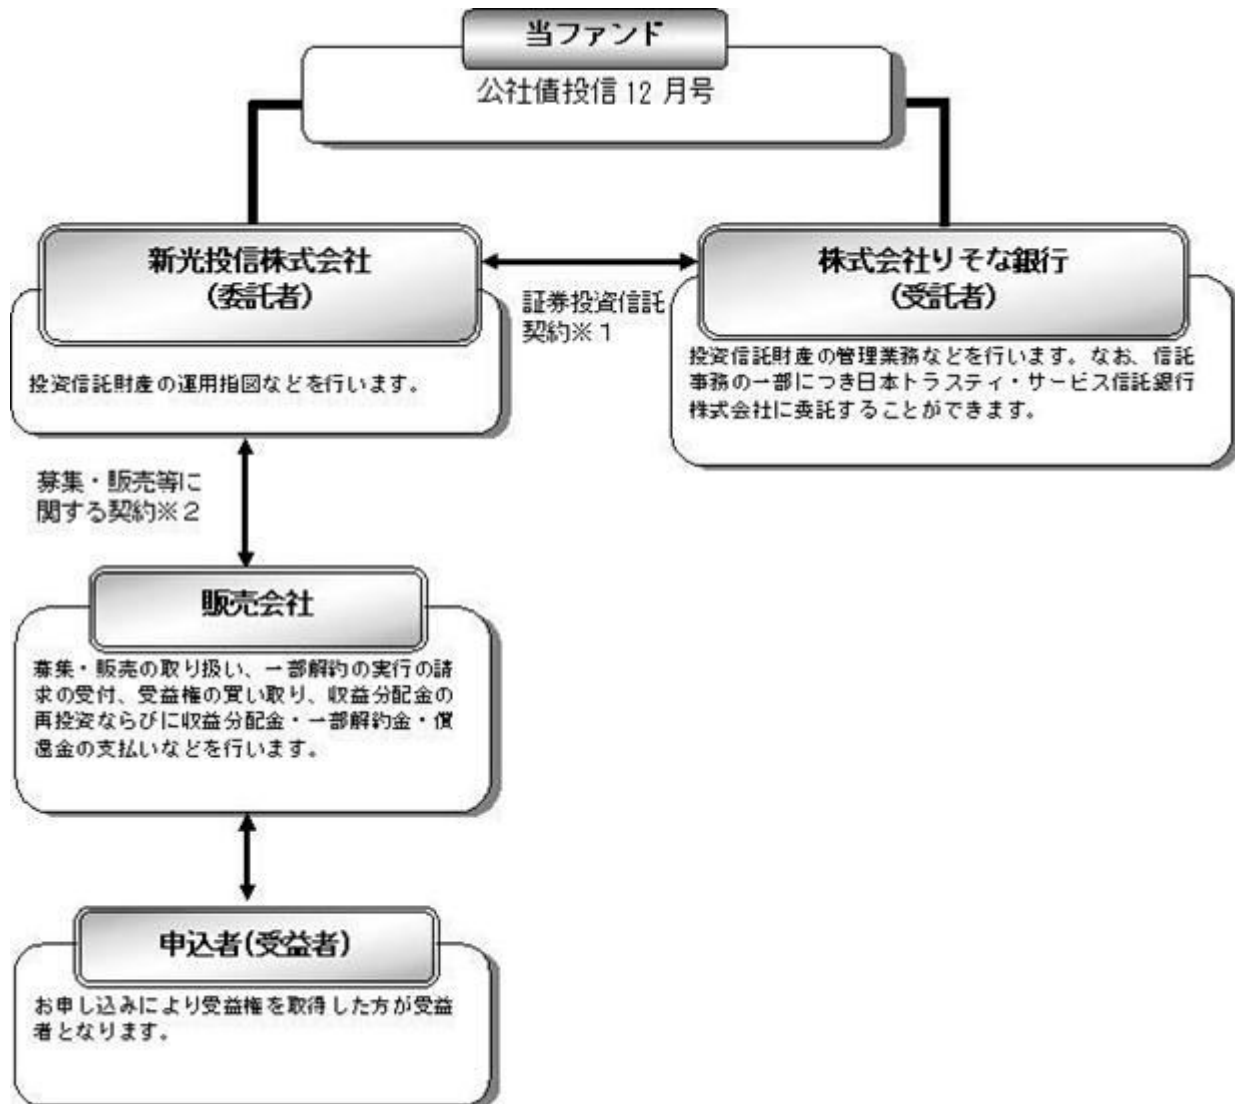 当ファンド
公社債投信12月号
新光投信株式会社
(委託者)
投資信託財産の運用指図などを行います。
証券投資信託
契約※1
株式会社りそな銀行
(受託者)
投資信託財産の管理業務などを行います。なお、信託
事務の一部につき日本トラスティ・サービス信託銀行
株式会社に委託することができます。
募集・販売等に
関する契約※2
販売会社
募集・販売の取り扱い、一部解約の実行の請
求の受付、受益権の買い取り、収益分配金の
再投資ならびに収益分配金・一部解約金・償
還金の支払いなどを行います。
申込者(受益者)
お申し込みにより受益権を取得した方が受益
者となります。